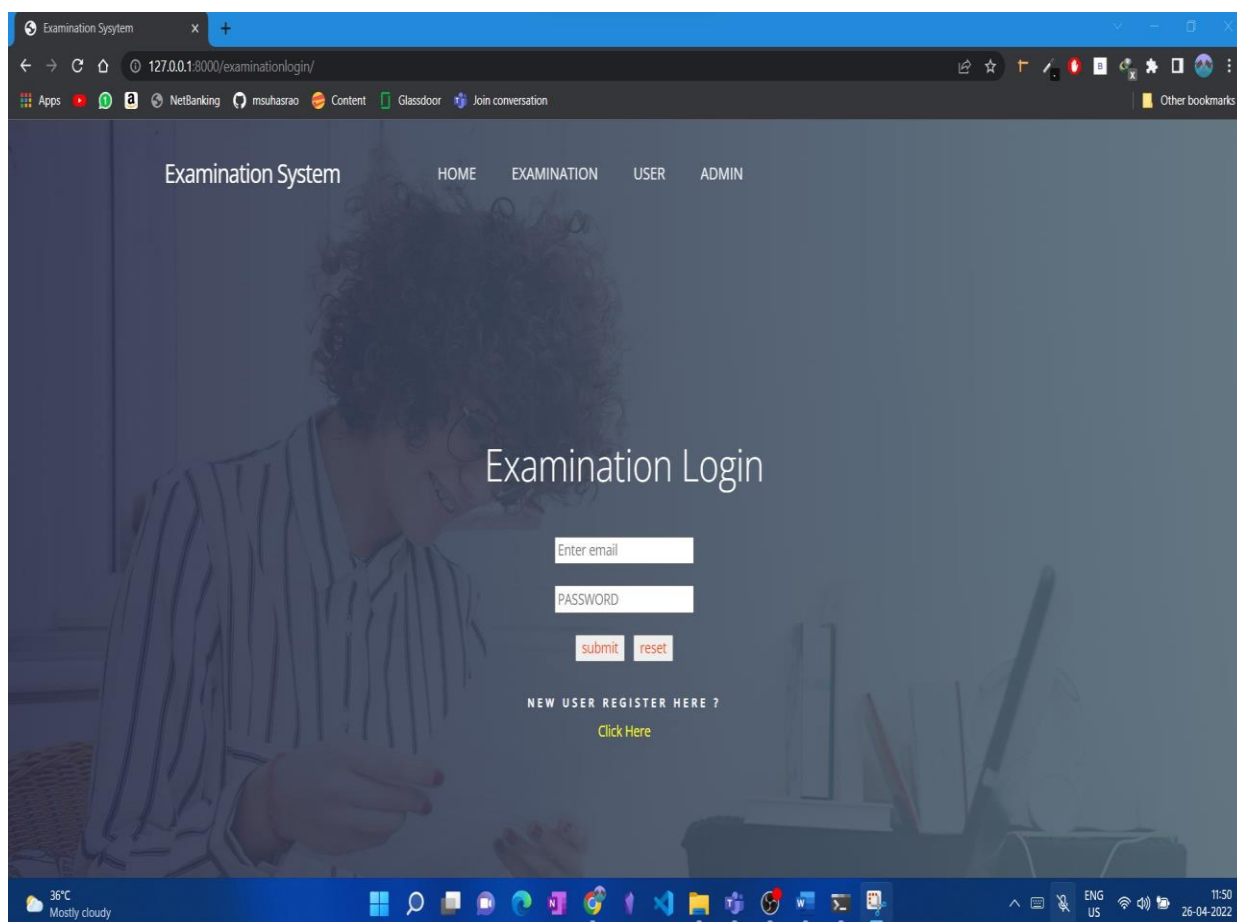 Examination Sysytem
127.0.0.1:8000/examinationlogin/
Apps NetBanking msuhasrao Content Glassdoor Join conversation Other bookmarks
Examination System HOME EXAMINATION USER ADMIN
Examination Login
Enter email
PASSWORD
submit reset
NEW USER REGISTER HERE ?
Click Here
36°C
Mostly cloudy
ENG
US
11:50
26-04-2022